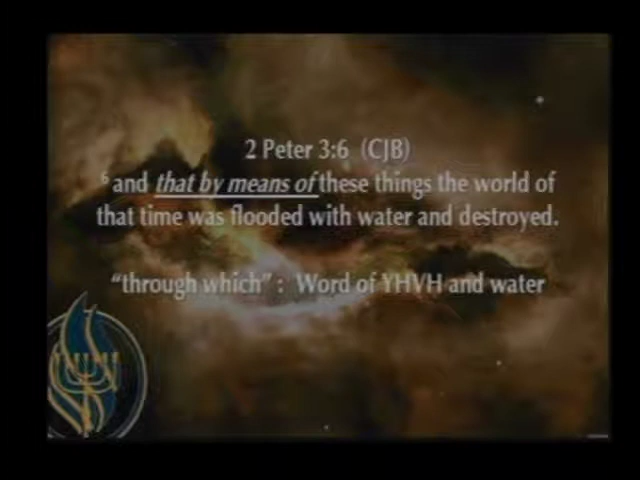 2 Peter 3:6 (CJB)
6 and that by means of these things the world of
that time was flooded with water and destroyed.
“through which” : Word of YHVH and water